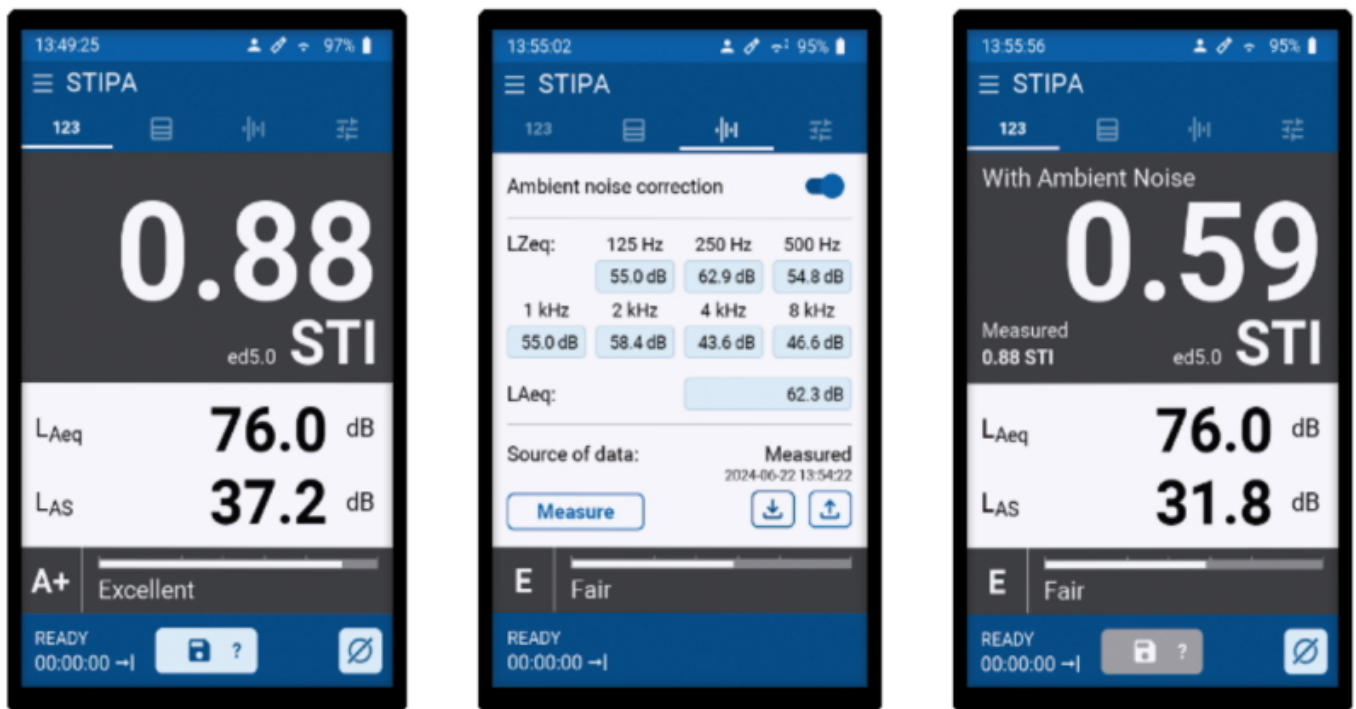 13:49:25 97%
STIPA
123
0.88
ed5.0 STI
LAeq 76.0 dB
LAS 37.2 dB
A+ Excellent
READY
00:00:00 ?
13:55:02 95%
STIPA
123
Ambient noise correction
LZeq: 125 Hz 250 Hz 500 Hz
55.0 dB 62.9 dB 54.8 dB
1 kHz 2 kHz 4 kHz 8 kHz
55.0 dB 58.4 dB 43.6 dB 46.6 dB
LAeq: 62.3 dB
Source of data: Measured
2024-06-22 13:54:22
Measure
E Fair
READY
00:00:00
13:55:56 95%
STIPA
123
With Ambient Noise
0.59
Measured
0.88 STI ed5.0 STI
LAeq 76.0 dB
LAS 31.8 dB
E Fair
READY
00:00:00 ?